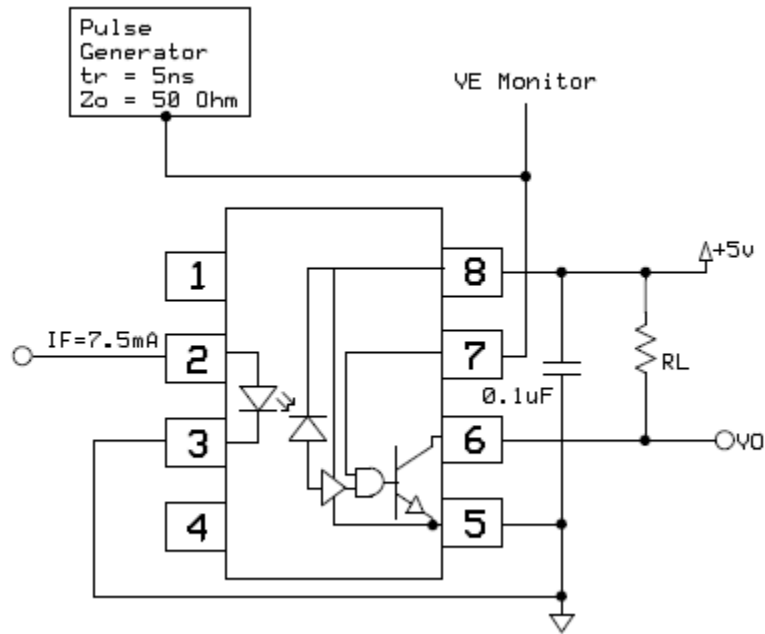 Pulse
Generator
tr = 5ns
Zo = 50 Ohm
VE Monitor
1
8
+5v
IF=7.5mA
2
7
RL
0.1uF
3
6
VO
4
5